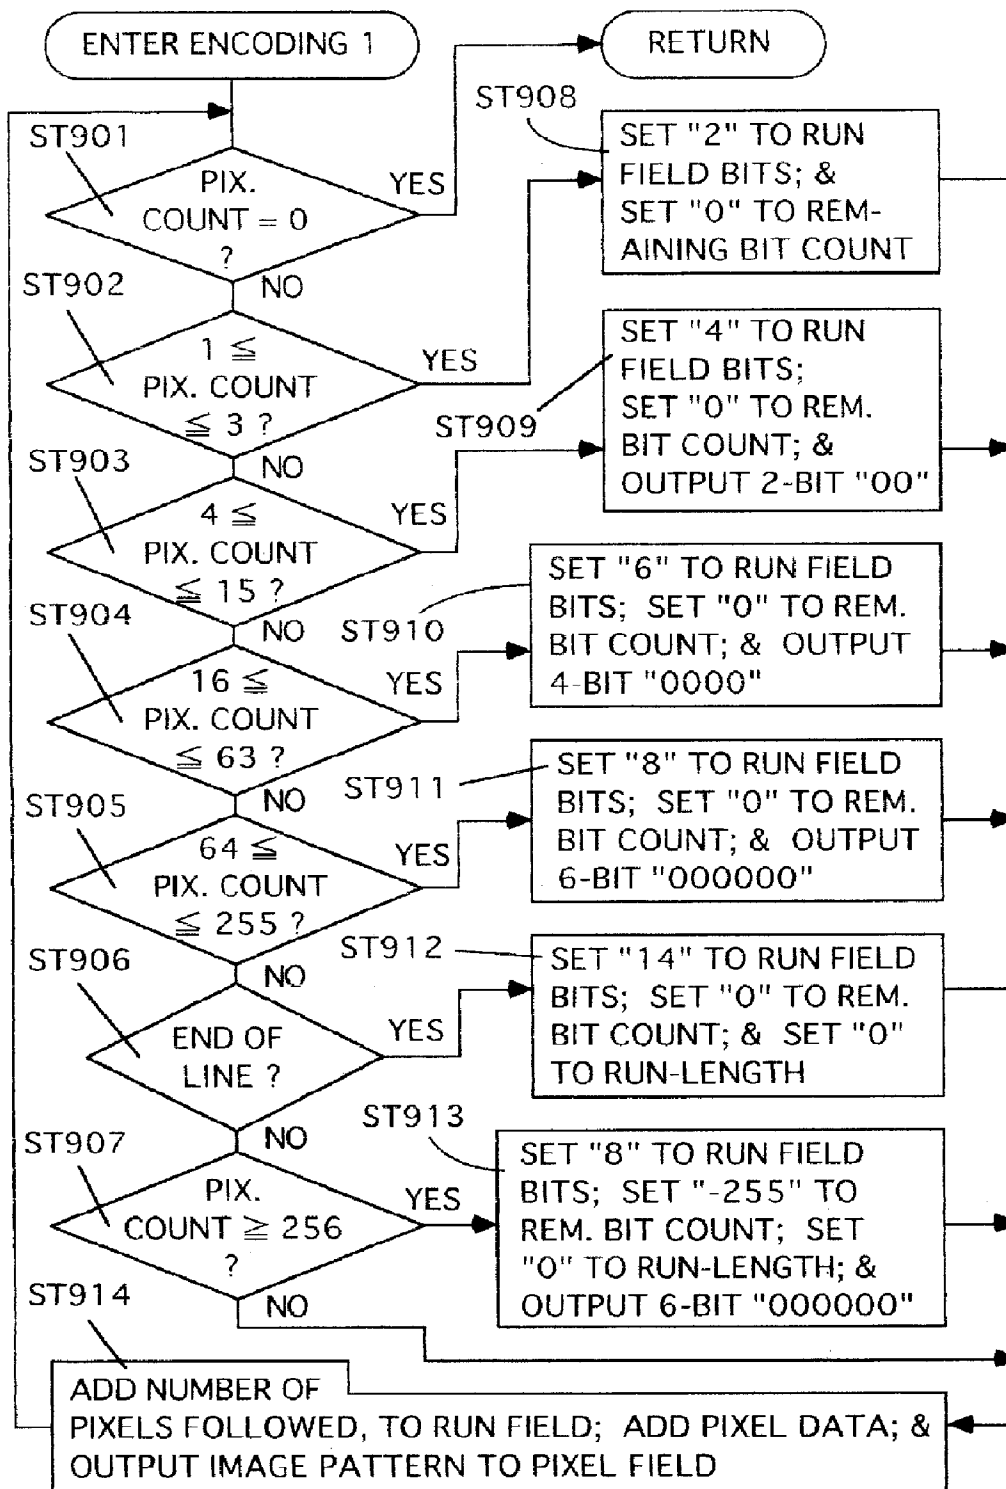 ENTER ENCODING 1
RETURN
ST901
PIX.
COUNT = 0
?
YES
NO
ST908
SET "2" TO RUN
FIELD BITS; &
SET "0" TO REM-
AINING BIT COUNT
ST902
1 ≦
PIX. COUNT
≦ 3 ?
YES
NO
ST909
SET "4" TO RUN
FIELD BITS;
SET "0" TO REM.
BIT COUNT; &
OUTPUT 2-BIT "00"
ST903
4 ≦
PIX. COUNT
≦ 15 ?
YES
NO
ST910
SET "6" TO RUN FIELD
BITS; SET "0" TO REM.
BIT COUNT; & OUTPUT
4-BIT "0000"
ST904
16 ≦
PIX. COUNT
≦ 63 ?
YES
NO
ST911
SET "8" TO RUN FIELD
BITS; SET "0" TO REM.
BIT COUNT; & OUTPUT
6-BIT "000000"
ST905
64 ≦
PIX. COUNT
≦ 255 ?
YES
NO
ST912
SET "14" TO RUN FIELD
BITS; SET "0" TO REM.
BIT COUNT; & SET "0"
TO RUN-LENGTH
ST906
END OF
LINE ?
YES
NO
ST913
SET "8" TO RUN FIELD
BITS; SET "-255" TO
REM. BIT COUNT; SET
"0" TO RUN-LENGTH; &
OUTPUT 6-BIT "000000"
ST907
PIX.
COUNT ≧ 256
?
YES
NO
ST914
ADD NUMBER OF
PIXELS FOLLOWED, TO RUN FIELD; ADD PIXEL DATA; &
OUTPUT IMAGE PATTERN TO PIXEL FIELD